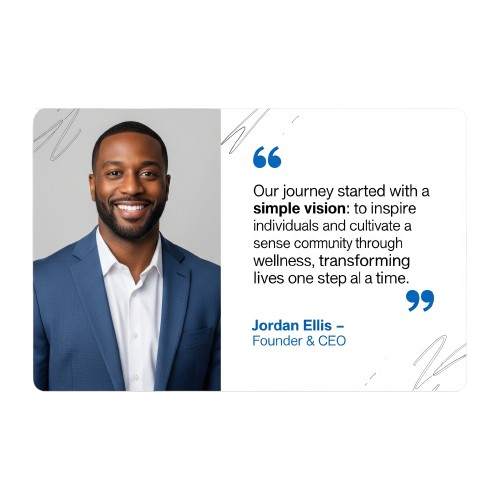 “
Our journey started with a
simple vision: to inspire
individuals and cultivate a
sense community through
wellness, transforming
lives one step al a time.
”
Jordan Ellis –
Founder & CEO